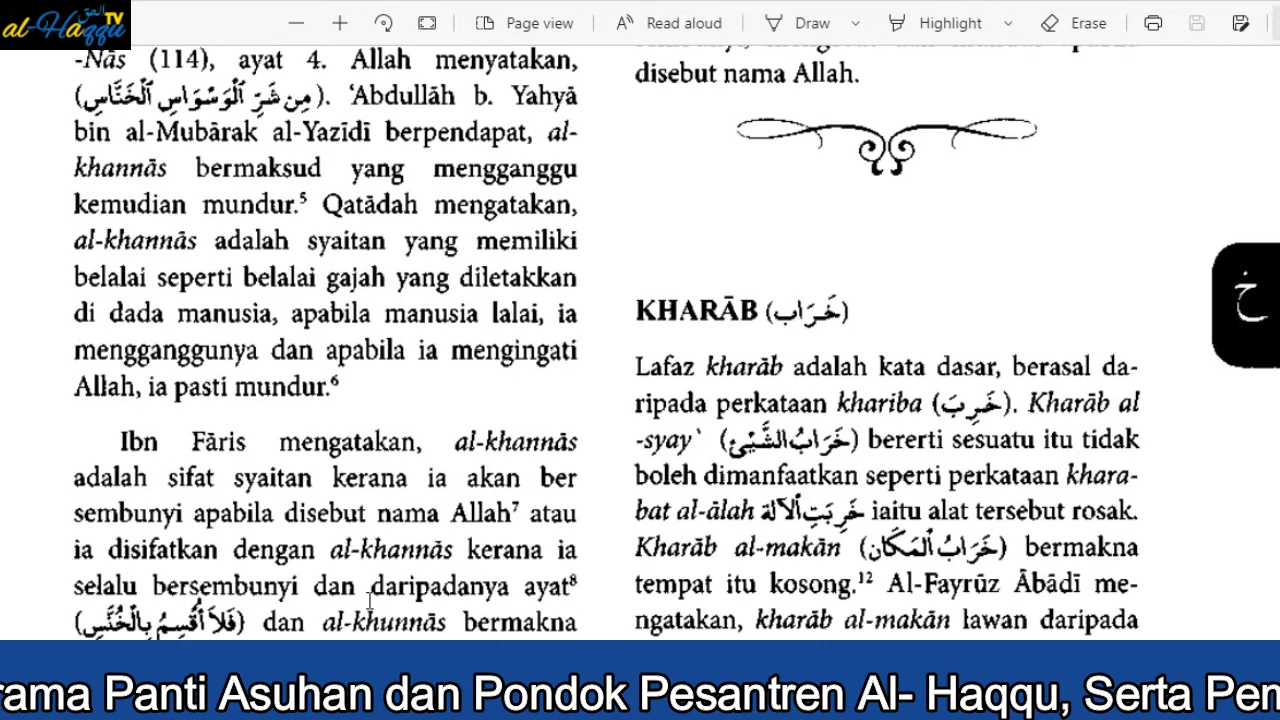 الحق
al-Haqqu TV
Page view
Read aloud
Draw
Highlight
Erase
-Nās (114), ayat 4. Allah menyatakan,
(مِن شَرِّ ٱلْوَسْوَاسِ ٱلْخَنَّاسِ). ‘Abdullāh b. Yahyā
bin al-Mubārak al-Yazīdī berpendapat, al-
khannās bermaksud yang mengganggu
kemudian mundur.⁵ Qatādah mengatakan,
al-khannās adalah syaitan yang memiliki
belalai seperti belalai gajah yang diletakkan
di dada manusia, apabila manusia lalai, ia
mengganggunya dan apabila ia mengingati
Allah, ia pasti mundur.⁶
Ibn Fāris mengatakan, al-khannās
adalah sifat syaitan kerana ia akan ber
sembunyi apabila disebut nama Allah⁷ atau
ia disifatkan dengan al-khannās kerana ia
selalu bersembunyi dan daripadanya ayat⁸
(فَلَآ أُقْسِمُ بِٱلْخُنَّسِ) dan al-khunnās bermakna
disebut nama Allah.
KHARĀB (خَرَاب)
Lafaz kharāb adalah kata dasar, berasal da-
ripada perkataan khariba (خَرِبَ). Kharāb al
-syay` (خَرَابُ الشَّيْئِ) bererti sesuatu itu tidak
boleh dimanfaatkan seperti perkataan khara-
bat al-ālah خَرِبَتِ ٱلآلَة iaitu alat tersebut rosak.
Kharāb al-makān (خَرَابُ ٱلمَكَان) bermakna
tempat itu kosong.¹² Al-Fayrūz Ābādī me-
ngatakan, kharāb al-makān lawan daripada
خ
rama Panti Asuhan dan Pondok Pesantren Al- Haqqu, Serta Pem